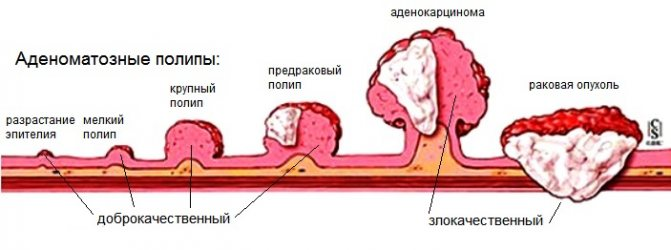 аденокарцинома
Аденоматозные полипы:
предраковый
полип
крупный
полип
раковая опухоль
разрастание
эпителия
мелкий
полип
доброкачественный
злокачественный